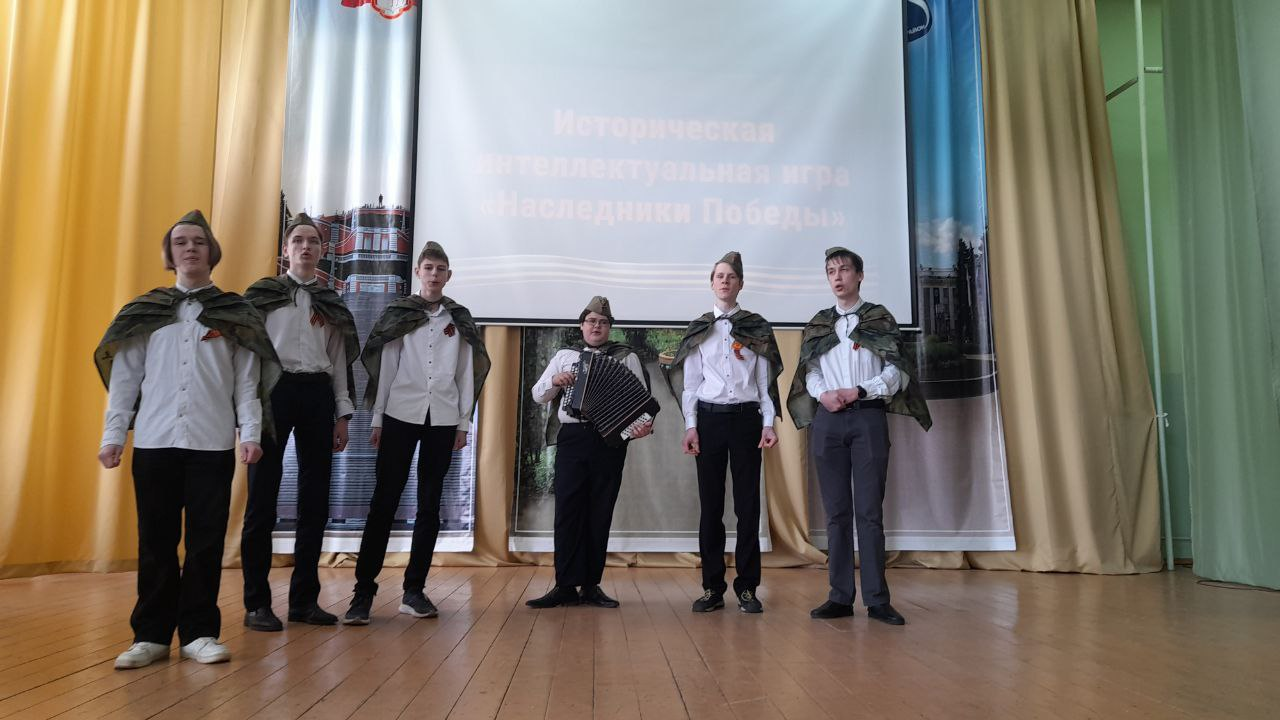 Историческая
интеллектуальная игра
«Наследники Победы»